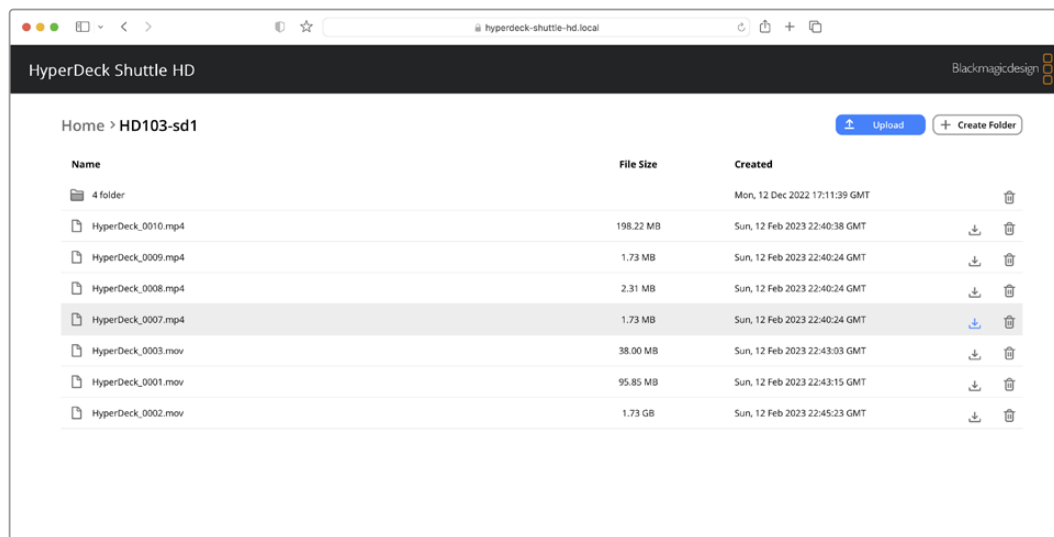 hyperdeck-shuttle-hd.local
HyperDeck Shuttle HD
Blackmagicdesign
Home > HD103-sd1
Upload
+ Create Folder
Name File Size Created
4 folder Mon, 12 Dec 2022 17:11:39 GMT
HyperDeck_0010.mp4 198.22 MB Sun, 12 Feb 2023 22:40:38 GMT
HyperDeck_0009.mp4 1.73 MB Sun, 12 Feb 2023 22:40:24 GMT
HyperDeck_0008.mp4 2.31 MB Sun, 12 Feb 2023 22:40:24 GMT
HyperDeck_0007.mp4 1.73 MB Sun, 12 Feb 2023 22:40:24 GMT
HyperDeck_0003.mov 38.00 MB Sun, 12 Feb 2023 22:43:03 GMT
HyperDeck_0001.mov 95.85 MB Sun, 12 Feb 2023 22:43:15 GMT
HyperDeck_0002.mov 1.73 GB Sun, 12 Feb 2023 22:45:23 GMT